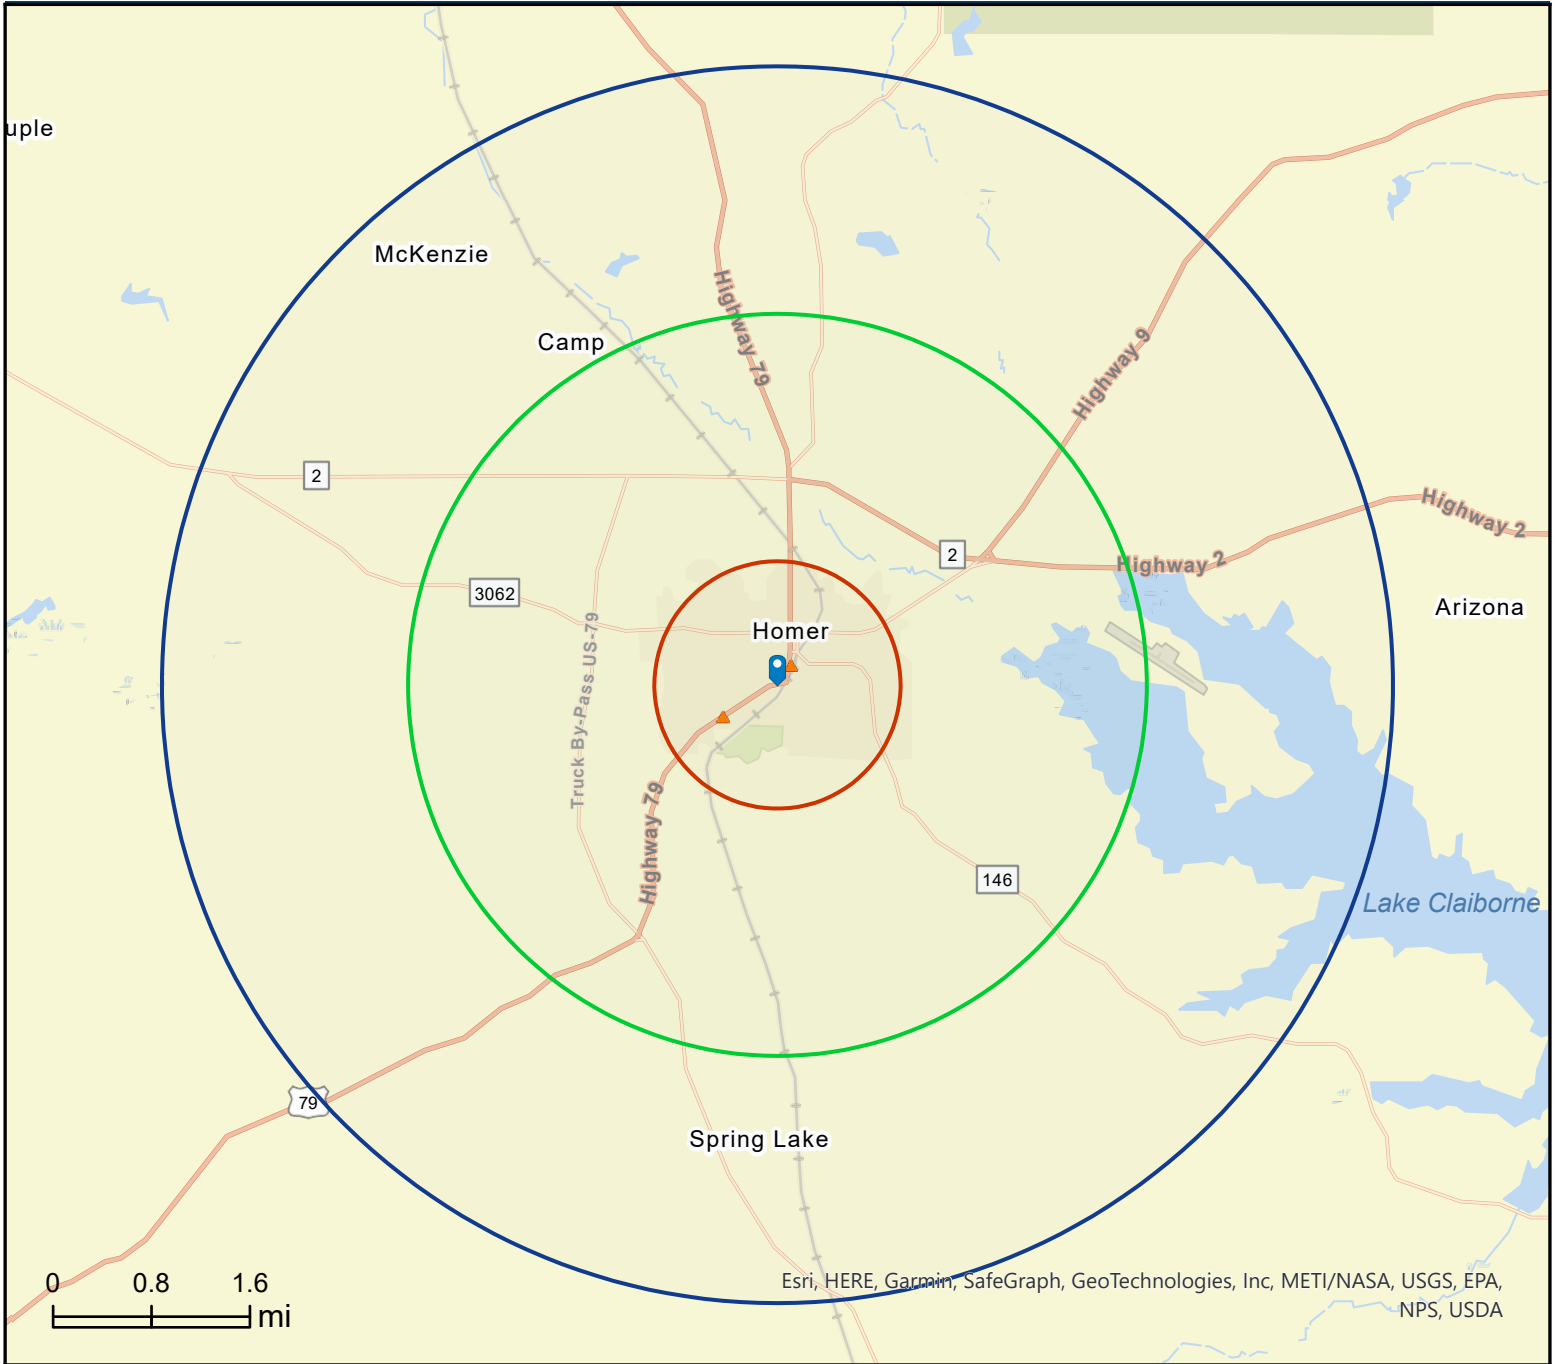 uple
McKenzie
Highway 79
Camp
Highway 9
2
Highway 2
2
Highway 2
3062
Arizona
Homer
Truck By-Pass US-79
Highway 79
146
Lake Claiborne
79
Spring Lake
0 0.8 1.6
mi
Esri, HERE, Garmin, SafeGraph, GeoTechnologies, Inc, METI/NASA, USGS, EPA,
NPS, USDA